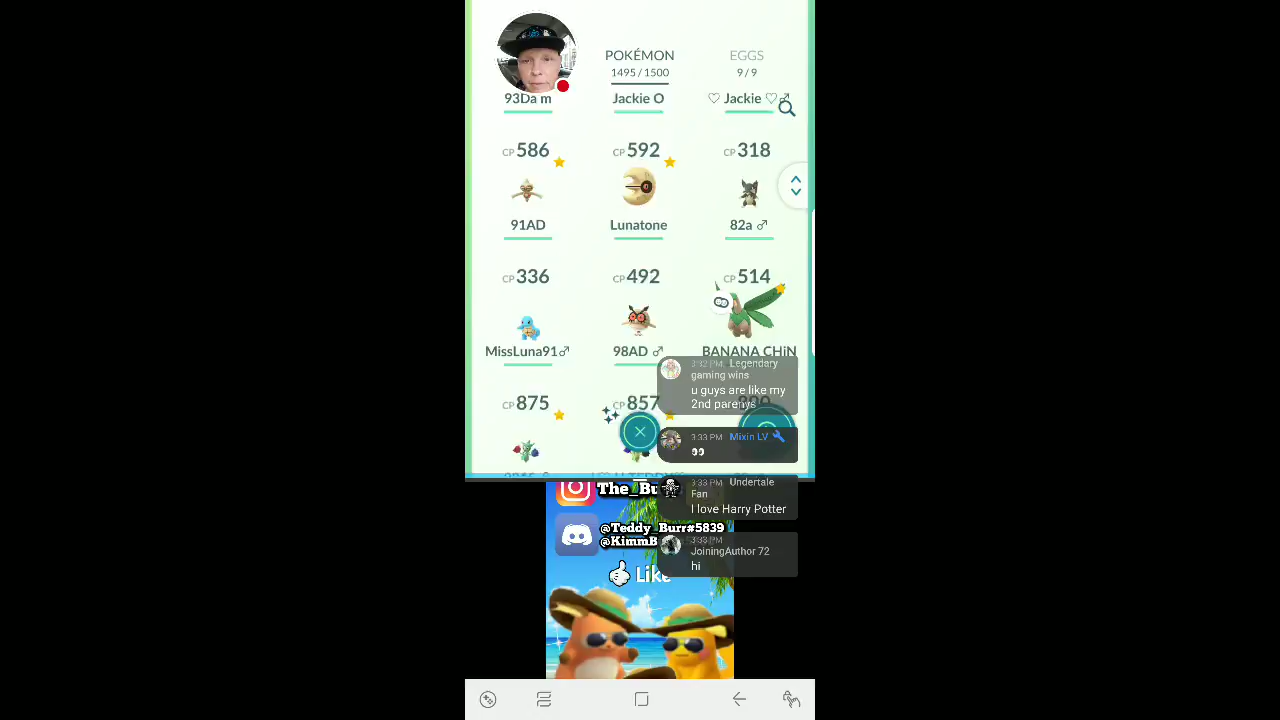 POKÉMON
EGGS
1495 / 1500
9 / 9
93Da m
Jackie O
♡ Jackie ♡♂
CP 586
CP 592
CP 318
91AD
Lunatone
82a ♂
CP 336
CP 492
CP 514
MissLuna91♂
98AD ♂
BANANA CHiN
3:32 PM Legendary
gaming wins
u guys are like my
2nd parenys
CP 875
CP 857
3:33 PM Mixin LV
3:33 PM Undertale
Fan
I love Harry Potter
The_Bu
@Teddy_Burr#5839
@KimmB
3:33 PM
JoiningAuthor 72
hi
Like